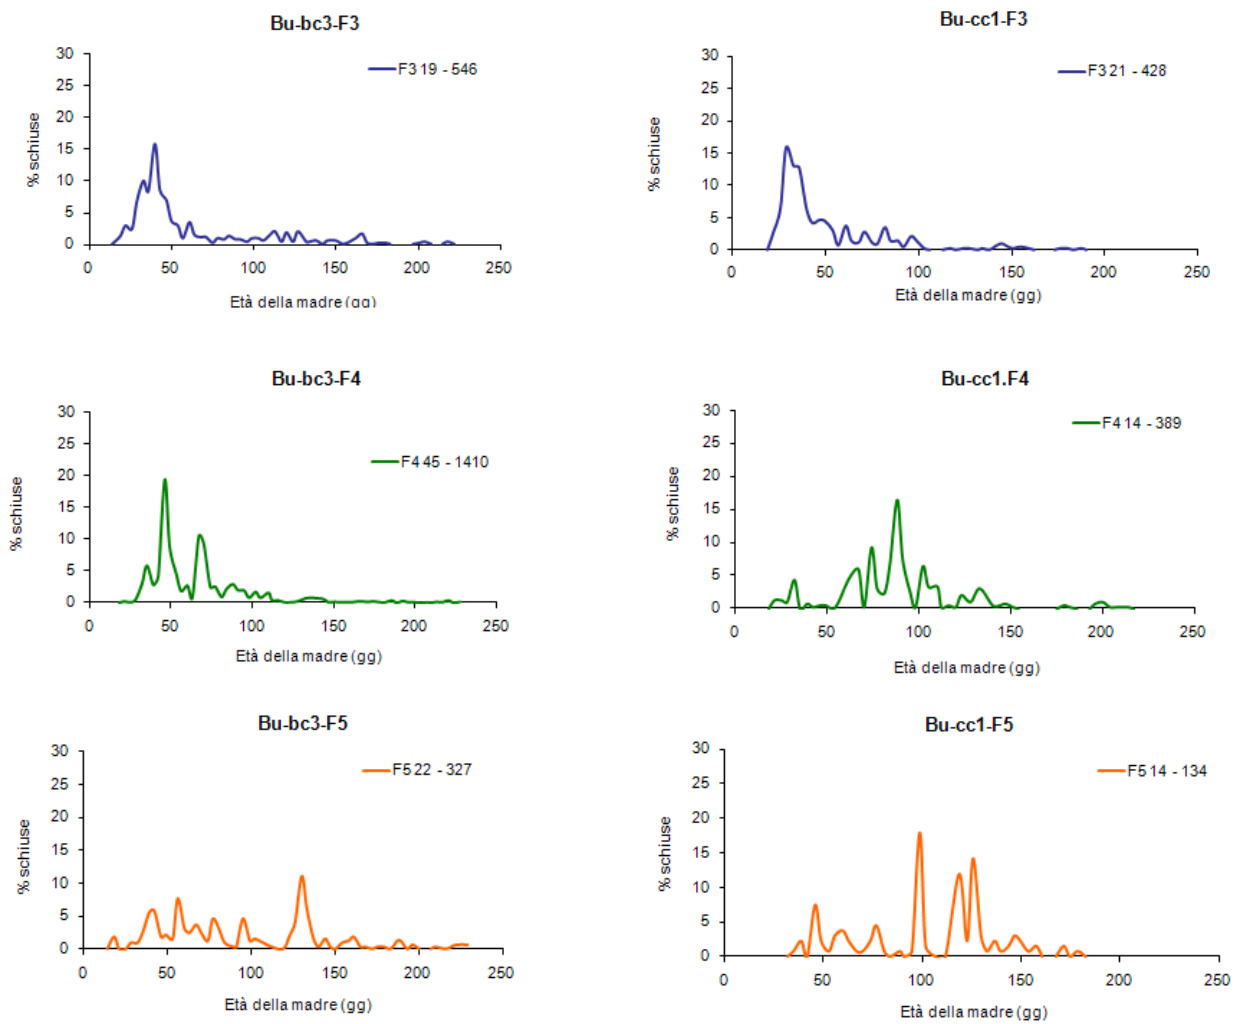 Bu-bc3-F3
30
25
20
15
10
5
0
0 50 100 150 200 250
% schiuse
Età della madre (gg)
F3 19 - 546
Bu-cc1-F3
30
25
20
15
10
5
0
0 50 100 150 200 250
% schiuse
Età della madre (gg)
F3 21 - 428
Bu-bc3-F4
30
25
20
15
10
5
0
0 50 100 150 200 250
% schiuse
Età della madre (gg)
F4 45 - 1410
Bu-cc1.F4
30
25
20
15
10
5
0
0 50 100 150 200 250
% schiuse
Età della madre (gg)
F4 14 - 389
Bu-bc3-F5
30
25
20
15
10
5
0
0 50 100 150 200 250
% schiuse
Età della madre (gg)
F5 22 - 327
Bu-cc1-F5
30
25
20
15
10
5
0
0 50 100 150 200 250
% schiuse
Età della madre (gg)
F5 14 - 134